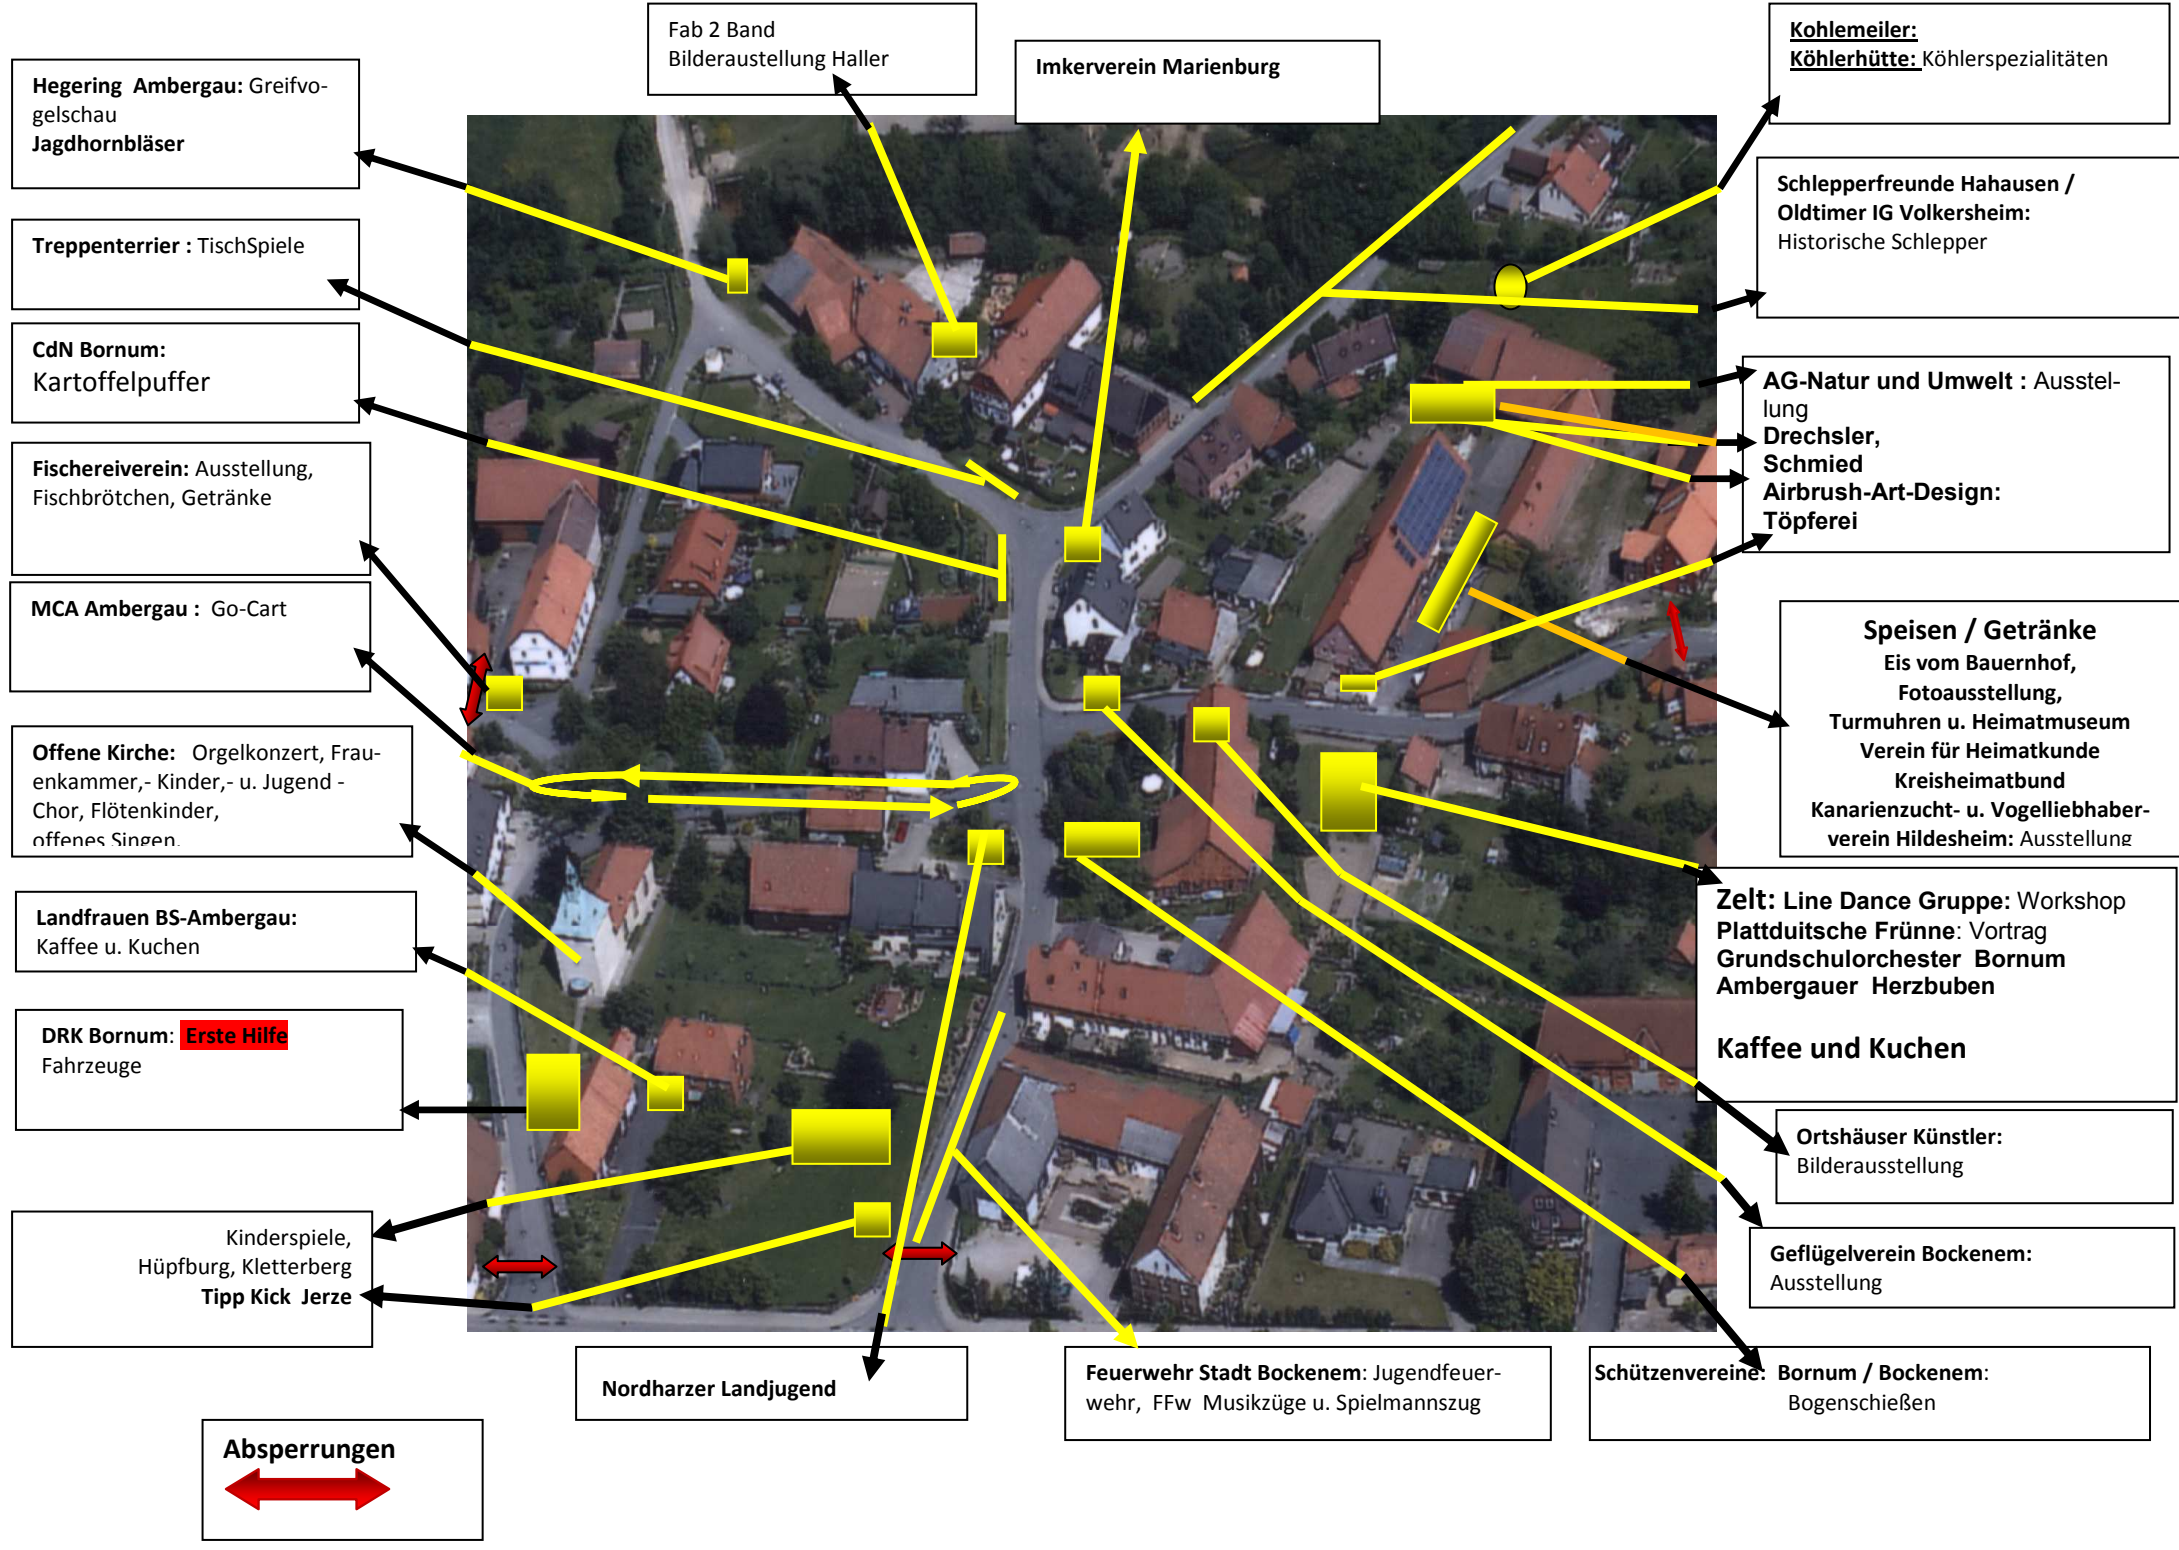 Fab 2 Band
Bilderaustellung Haller
Imkerverein Marienburg
Kohlemeiler:
Köhlerhütte: Köhlerspezialitäten
Hegering Ambergau: Greifvo-
gelschau
Jagdhornbläser
Schlepperfreunde Hahausen /
Oldtimer IG Volkersheim:
Historische Schlepper
Treppenterrier : TischSpiele
CdN Bornum:
Kartoffelpuffer
AG-Natur und Umwelt : Ausstel-
lung
Drechsler,
Schmied
Airbrush-Art-Design:
Töpferei
Fischereiverein: Ausstellung,
Fischbrötchen, Getränke
MCA Ambergau : Go-Cart
Speisen / Getränke
Eis vom Bauernhof,
Fotoausstellung,
Turmuhren u. Heimatmuseum
Verein für Heimatkunde
Kreisheimatbund
Kanarienzucht- u. Vogelliebhaber-
verein Hildesheim: Ausstellung
Offene Kirche: Orgelkonzert, Frau-
enkammer,- Kinder,- u. Jugend -
Chor, Flötenkinder,
offenes Singen.
Zelt: Line Dance Gruppe: Workshop
Plattduitsche Frünne: Vortrag
Grundschulorchester Bornum
Ambergauer Herzbuben
Kaffee und Kuchen
Landfrauen BS-Ambergau:
Kaffee u. Kuchen
DRK Bornum: Erste Hilfe
Fahrzeuge
Ortshäuser Künstler:
Bilderausstellung
Kinderspiele,
Hüpfburg, Kletterberg
Tipp Kick Jerze
Geflügelverein Bockenem:
Ausstellung
Nordharzer Landjugend
Feuerwehr Stadt Bockenem: Jugendfeuer-
wehr, FFw Musikzüge u. Spielmannszug
Schützenvereine: Bornum / Bockenem:
Bogenschießen
Absperrungen